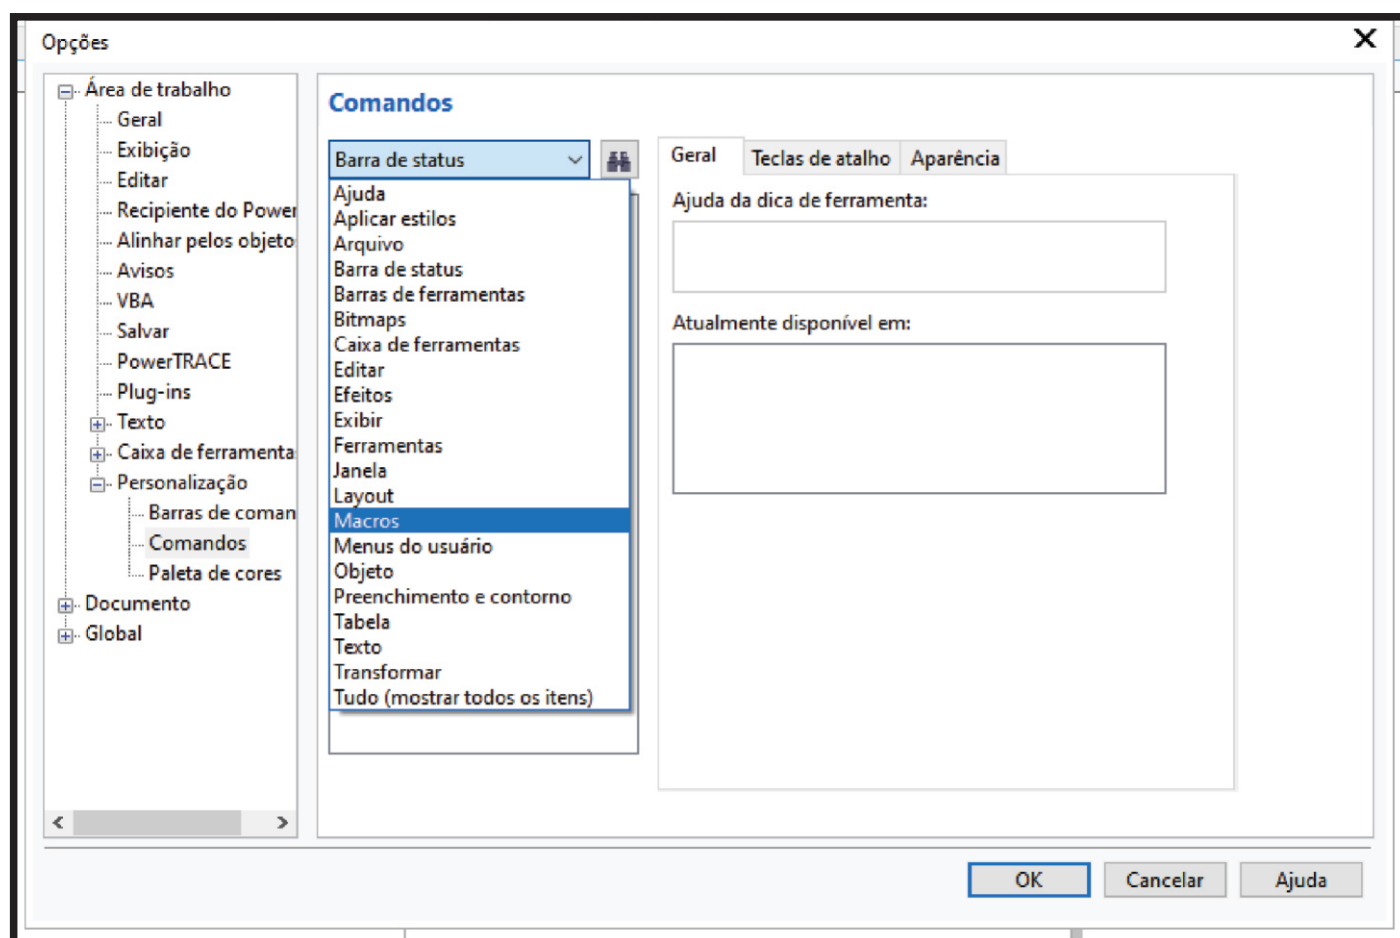 Opções
Área de trabalho
Geral
Exibição
Editar
Recipiente do Power
Alinhar pelos objeto
Avisos
VBA
Salvar
PowerTRACE
Plug-ins
Texto
Caixa de ferramenta
Personalização
Barras de coman
Comandos
Paleta de cores
Documento
Global
Comandos
Barra de status
Ajuda
Aplicar estilos
Arquivo
Barra de status
Barras de ferramentas
Bitmaps
Caixa de ferramentas
Editar
Efeitos
Exibir
Ferramentas
Janela
Layout
Macros
Menus do usuário
Objeto
Preenchimento e contorno
Tabela
Texto
Transformar
Tudo (mostrar todos os itens)
Geral Teclas de atalho Aparência
Ajuda da dica de ferramenta:
Atualmente disponível em:
OK Cancelar Ajuda